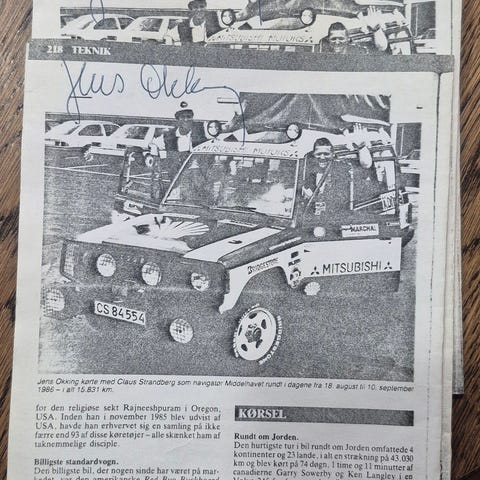 218 TEKNIK
Jens Okking
MITSUBISHI MOTORS
MARCHAL
BRIDGESTONE
MITSUBISHI
CS 84554
Jens Okking kørte med Claus Strandberg som navigatør Middelhavet rundt i dagene fra 18. august til 10. september
1986 – i alt 15.831 km.
for den religiøse sekt Rajneeshpuram i Oregon,
USA. Inden han i november 1985 blev udvist af
USA, havde han erhvervet sig en samling på ikke
færre end 93 af disse køretøjer – alle skænket ham af
taknemmelige disciple.
Billigste standardvogn.
Den billigste bil, der nogen sinde har været på mar-
KØRSEL
Rundt om Jorden.
Den hurtigste tur i bil rundt om Jorden omfattede 4
kontinenter og 23 lande, i alt en strækning på 43.030
km og blev kørt på 74 døgn, 1 time og 11 minutter af
canadierne Garry Sowerby og Ken Langley i en